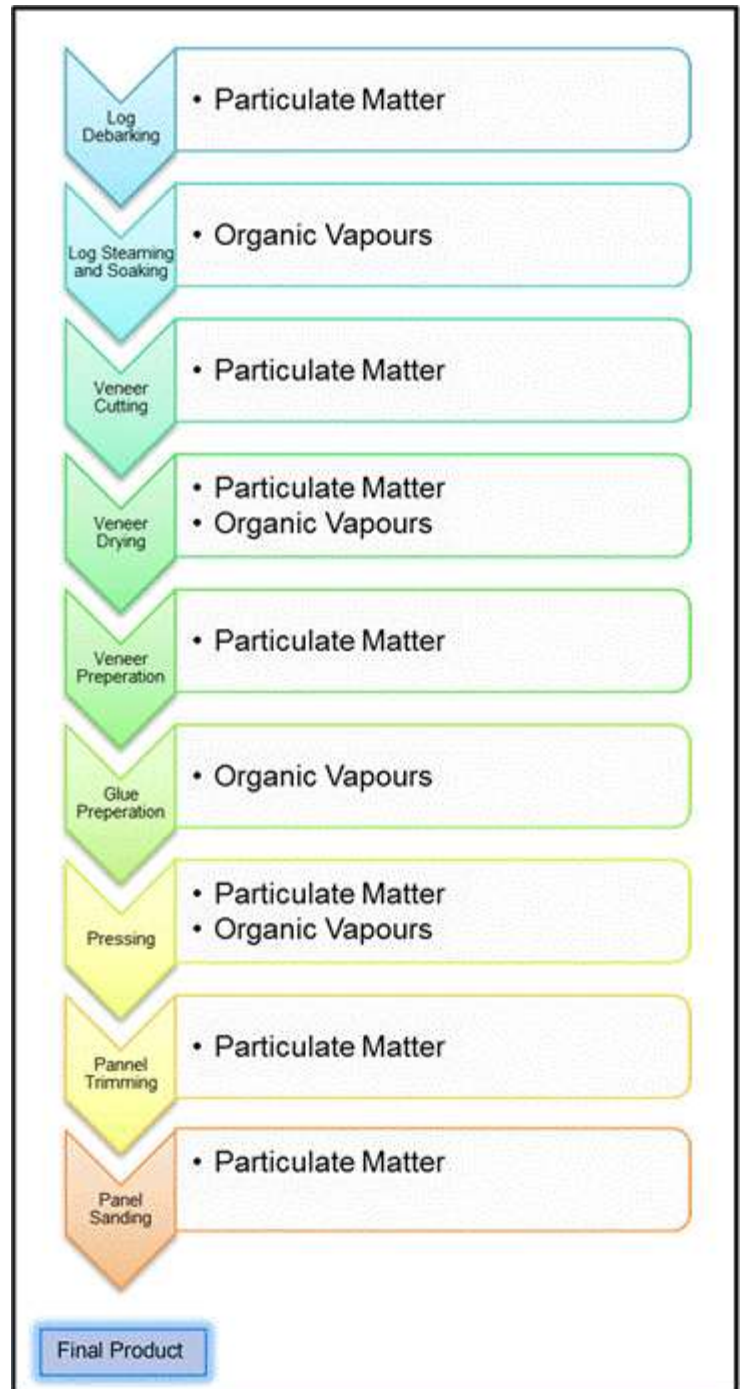 Log
Debarking
• Particulate Matter
Log Steaming
and Soaking
• Organic Vapours
Veneer
Cutting
• Particulate Matter
Veneer
Drying
• Particulate Matter
• Organic Vapours
Veneer
Preperation
• Particulate Matter
Glue
Preperation
• Organic Vapours
Pressing
• Particulate Matter
• Organic Vapours
Pannel
Trimming
• Particulate Matter
Panel
Sanding
• Particulate Matter
Final Product